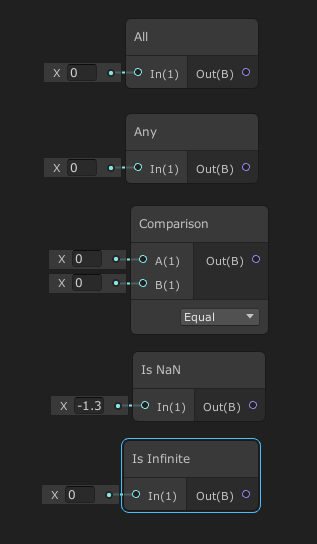 All
X 0 In(1) Out(B)
Any
X 0 In(1) Out(B)
Comparison
X 0 A(1) Out(B)
X 0 B(1)
Equal
Is NaN
X -1.3 In(1) Out(B)
Is Infinite
X 0 In(1) Out(B)